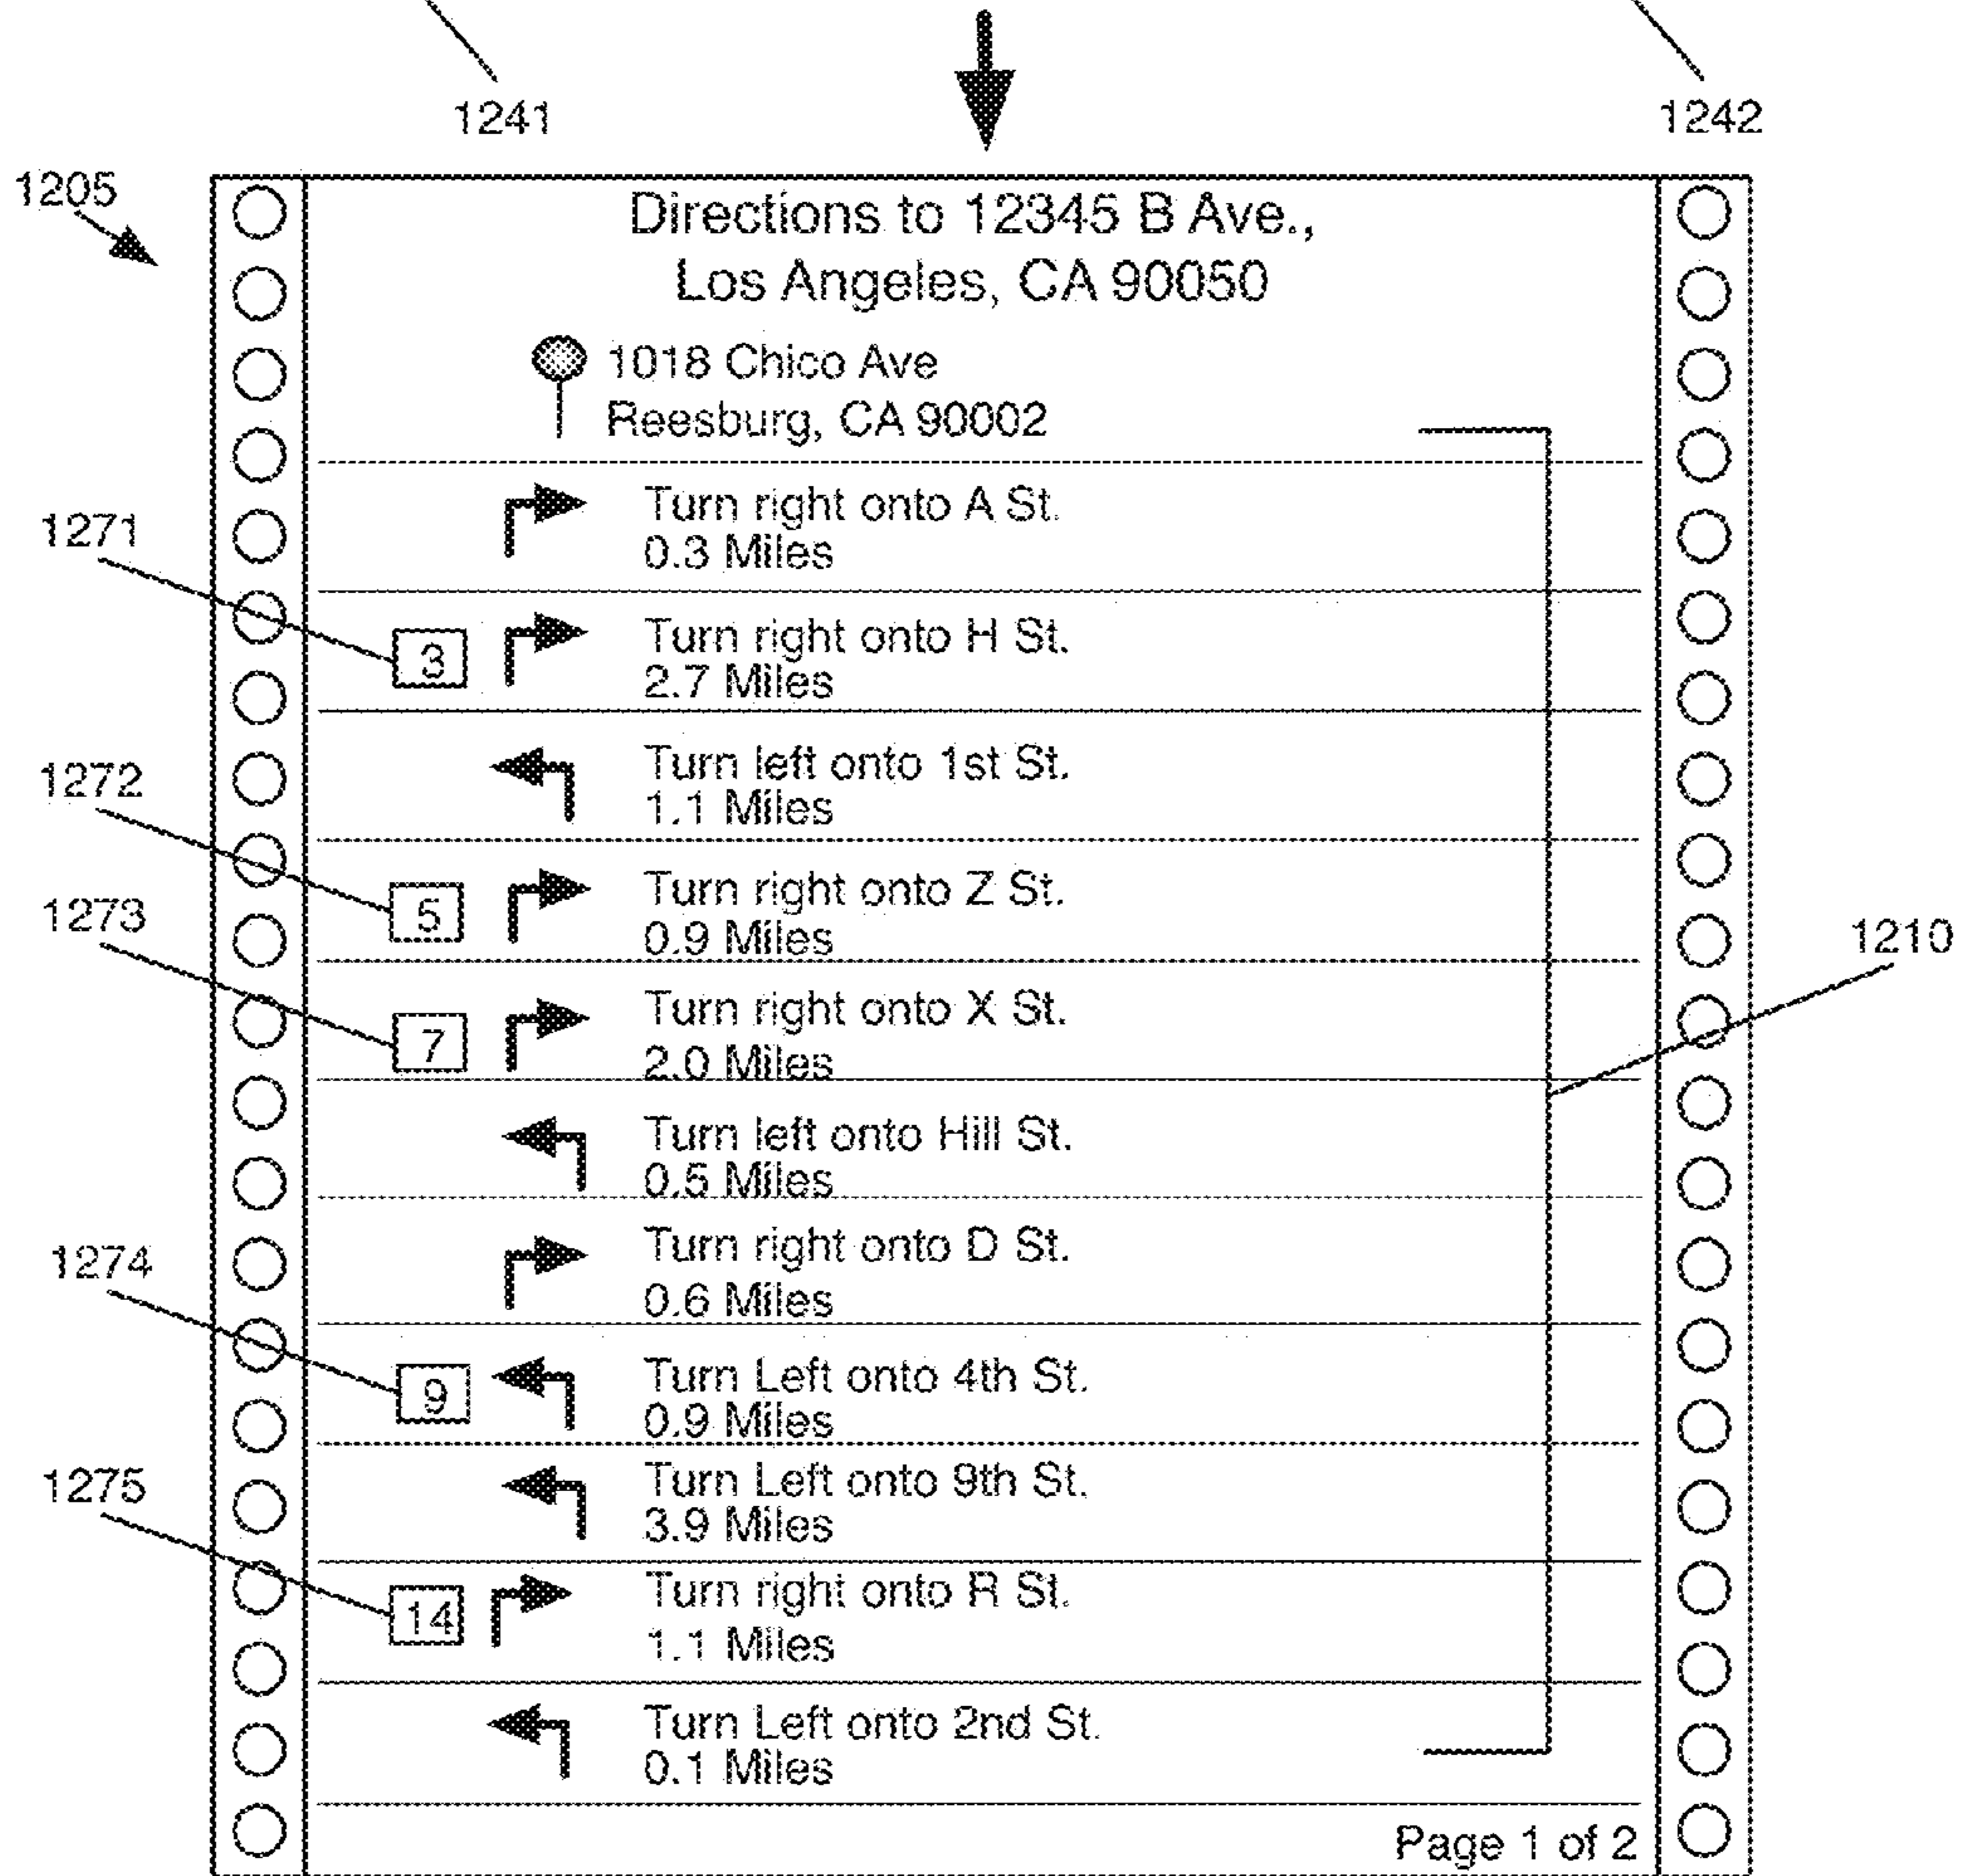 1241
1242
1205
Directions to 12345 B Ave.,
Los Angeles, CA 90050
1018 Chico Ave
Reesburg, CA 90002
Turn right onto A St.
0.3 Miles
1271
3
Turn right onto H St.
2.7 Miles
1272
Turn left onto 1st St.
1.1 Miles
1273
5
Turn right onto Z St.
0.9 Miles
1210
7
Turn right onto X St.
2.0 Miles
Turn left onto Hill St.
0.5 Miles
1274
Turn right onto D St.
0.6 Miles
9
Turn Left onto 4th St.
0.9 Miles
1275
Turn Left onto 9th St.
3.9 Miles
14
Turn right onto R St.
1.1 Miles
Turn Left onto 2nd St.
0.1 Miles
Page 1 of 2